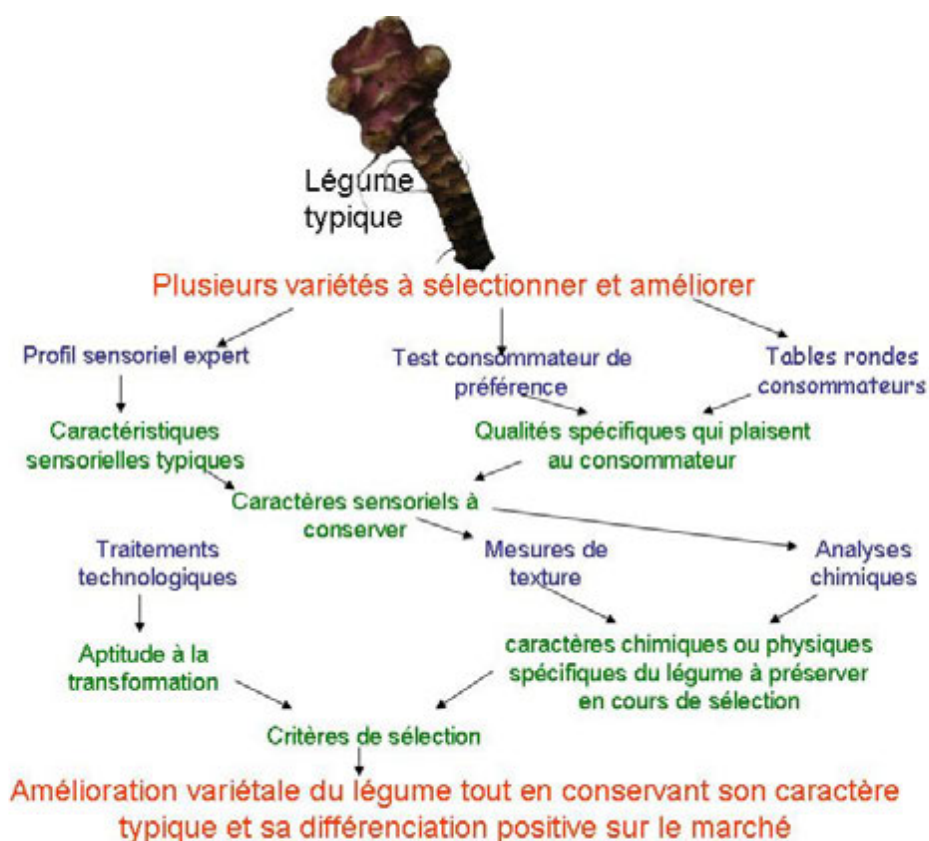 Légume
typique
Plusieurs variétés à sélectionner et améliorer
Profil sensoriel expert
Test consommateur de
préférence
Tables rondes
consommateurs
Caractéristiques
sensorielles typiques
Qualités spécifiques qui plaisent
au consommateur
Caractères sensoriels à
conserver
Traitements
technologiques
Mesures de
texture
Analyses
chimiques
Aptitude à la
transformation
caractères chimiques ou physiques
spécifiques du légume à préserver
en cours de sélection
Critères de sélection
Amélioration variétale du légume tout en conservant son caractère
typique et sa différenciation positive sur le marché